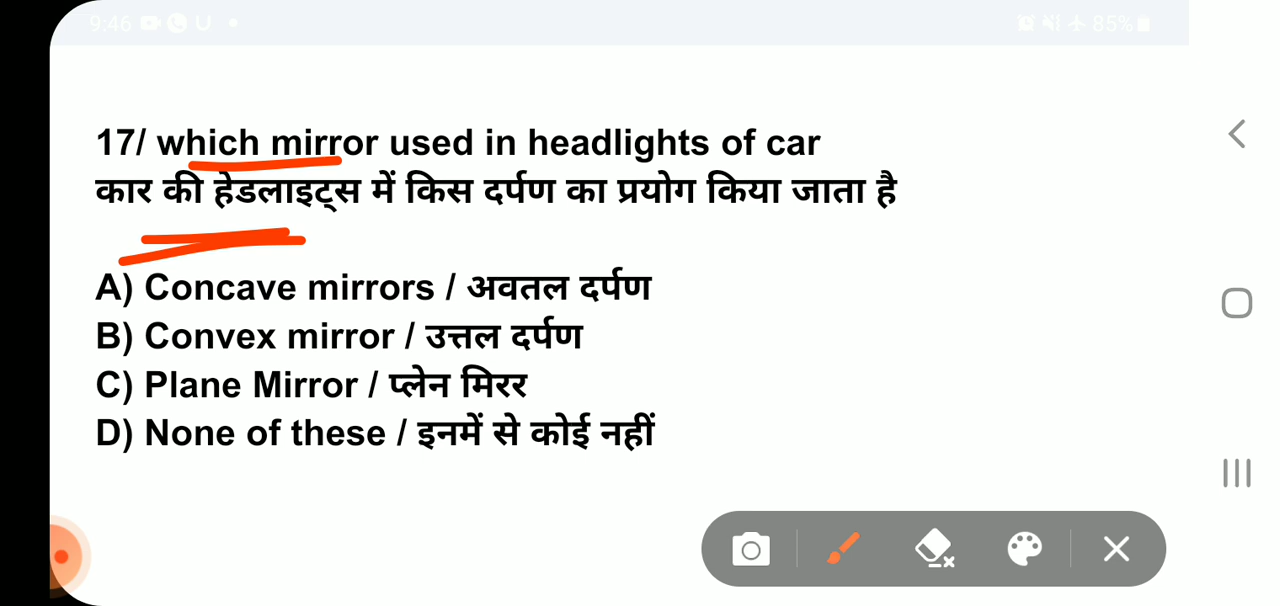 9:46 U
85%
17/ which mirror used in headlights of car
कार की हेडलाइट्स में किस दर्पण का प्रयोग किया जाता है
A) Concave mirrors / अवतल दर्पण
B) Convex mirror / उत्तल दर्पण
C) Plane Mirror / प्लेन मिरर
D) None of these / इनमें से कोई नहीं